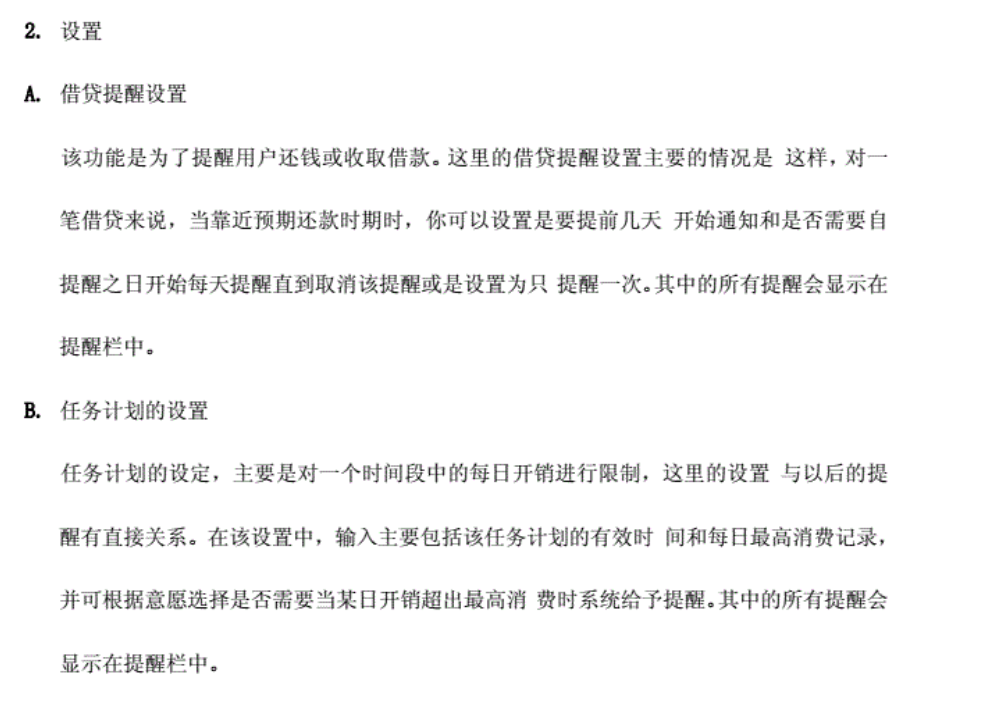 2. 设置
A. 借贷提醒设置
该功能是为了提醒用户还钱或收取借款。这里的借贷提醒设置主要的情况是 这样，对一
笔借贷来说，当靠近预期还款时期时，你可以设置是要提前几天 开始通知和是否需要自
提醒之日开始每天提醒直到取消该提醒或是设置为只 提醒一次。其中的所有提醒会显示在
提醒栏中。
B. 任务计划的设置
任务计划的设定，主要是对一个时间段中的每日开销进行限制，这里的设置 与以后的提
醒有直接关系。在该设置中，输入主要包括该任务计划的有效时 间和每日最高消费记录，
并可根据意愿选择是否需要当某日开销超出最高消 费时系统给予提醒。其中的所有提醒会
显示在提醒栏中。